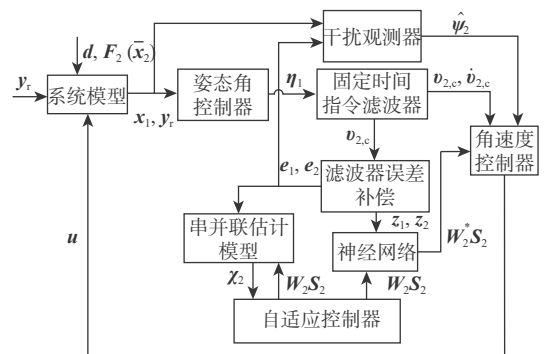 d, F₂ (x̄₂)
干扰观测器
ψ̂₂
yᵣ
系统模型
x₁, yᵣ
姿态角
控制器
η₁
固定时间
指令滤波器
υ₂,c, υ̇₂,c
υ₂,c
角速度
控制器
e₁, e₂
滤波器误差
补偿
串并联估计
模型
z₁, z₂
神经网络
W₂*S₂
u
χ₂
W₂S₂
W₂S₂
自适应控制器